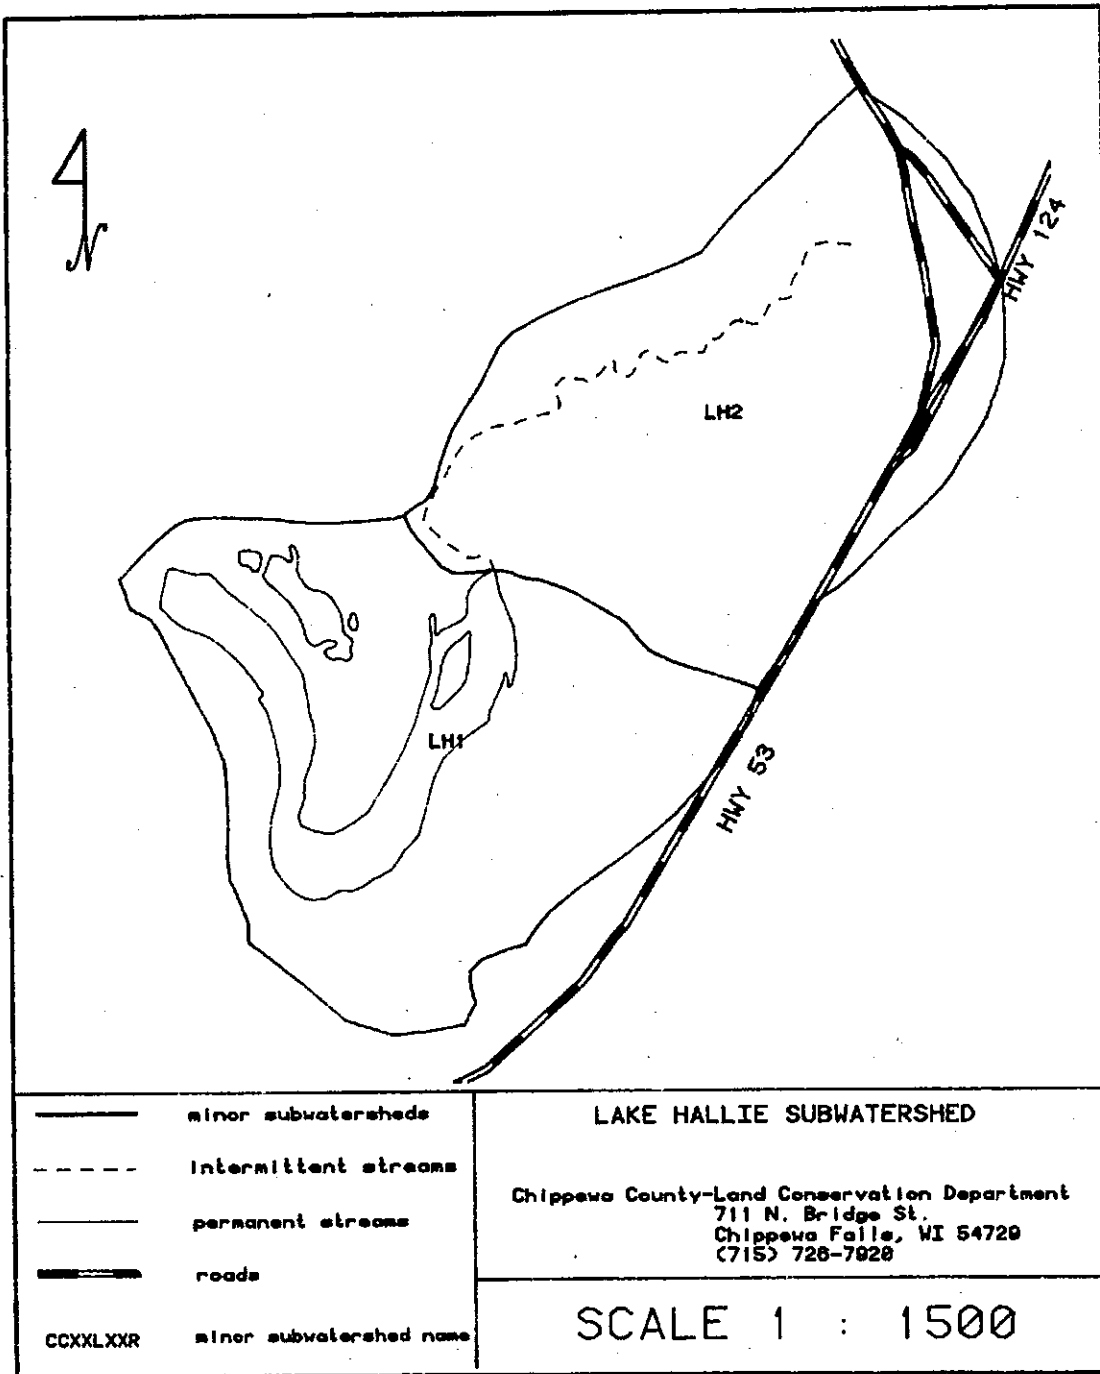 N
HWY 124
LH2
LH1
HWY 53
minor subwatersheds
intermittent streams
permanent streams
roads
CCXXLXXR minor subwatershed name
LAKE HALLIE SUBWATERSHED
Chippewa County-Land Conservation Department
711 N. Bridge St.
Chippewa Falls, WI 54729
(715) 726-7920
SCALE 1 : 1500